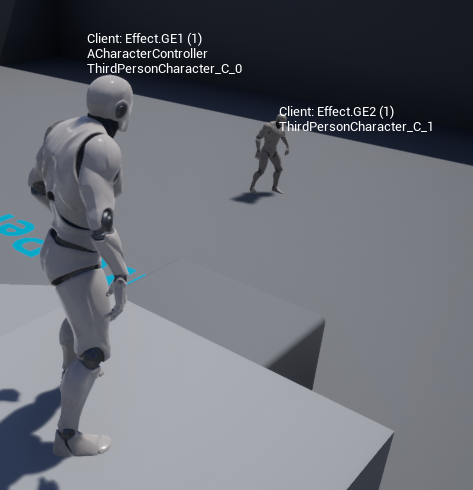 Client: Effect.GE1 (1)
ACharacterController
ThirdPersonCharacter_C_0
Client: Effect.GE2 (1)
ThirdPersonCharacter_C_1